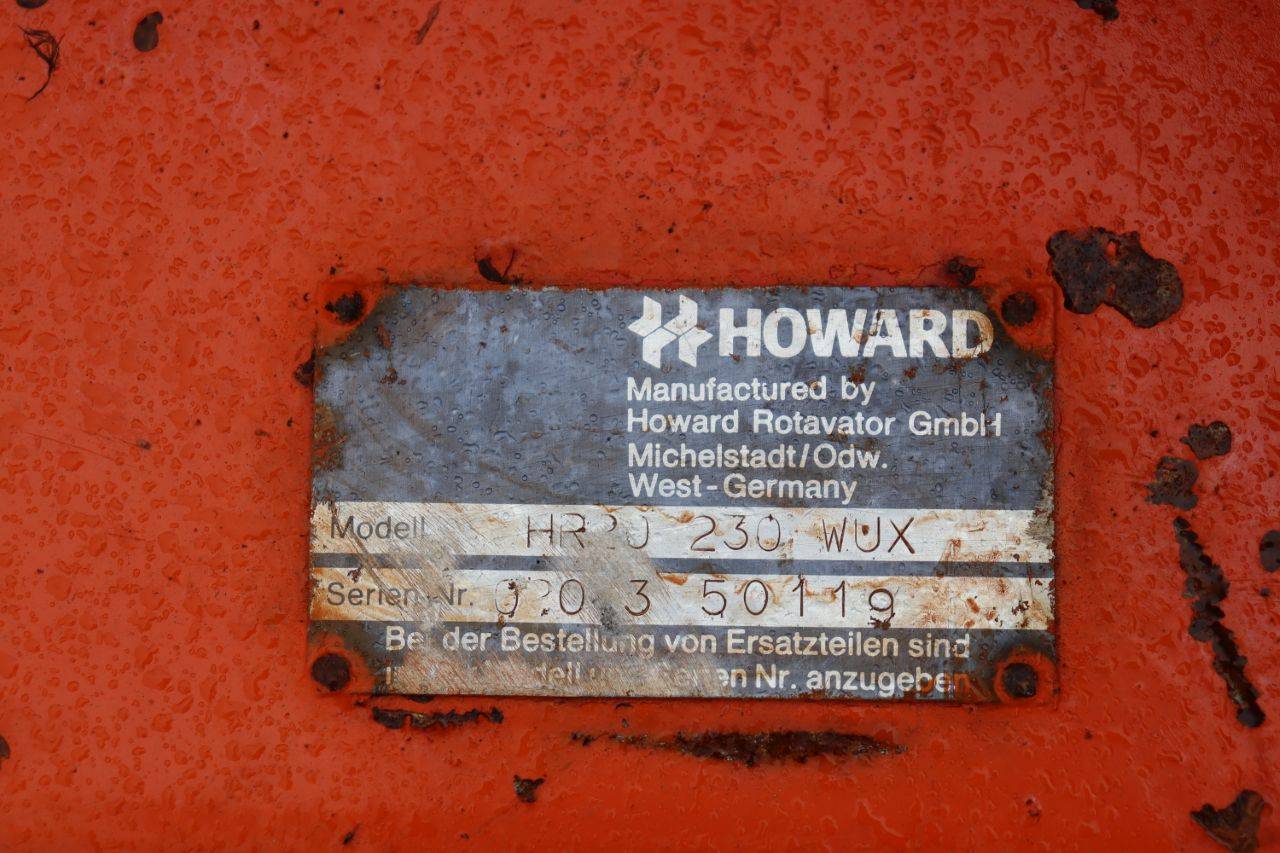 HOWARD
Manufactured by
Howard Rotavator GmbH
Michelstadt/Odw.
West-Germany
Modell 230 WUX
Serien-Nr. 3 50119
Bei der Bestellung von Ersatzteilen sind
Nr. anzugeben